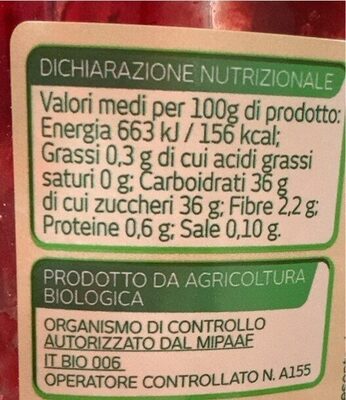 DICHIARAZIONE NUTRIZIONALE
Valori medi per 100g di prodotto:
Energia 663 kJ / 156 kcal;
Grassi 0,3 g di cui acidi grassi
saturi 0 g; Carboidrati 36 g
di cui zuccheri 36 g; Fibre 2,2 g;
Proteine 0,6 g; Sale 0,10 g.
PRODOTTO DA AGRICOLTURA
BIOLOGICA
ORGANISMO DI CONTROLLO
AUTORIZZATO DAL MIPAAF
IT BIO 006
OPERATORE CONTROLLATO N. A155